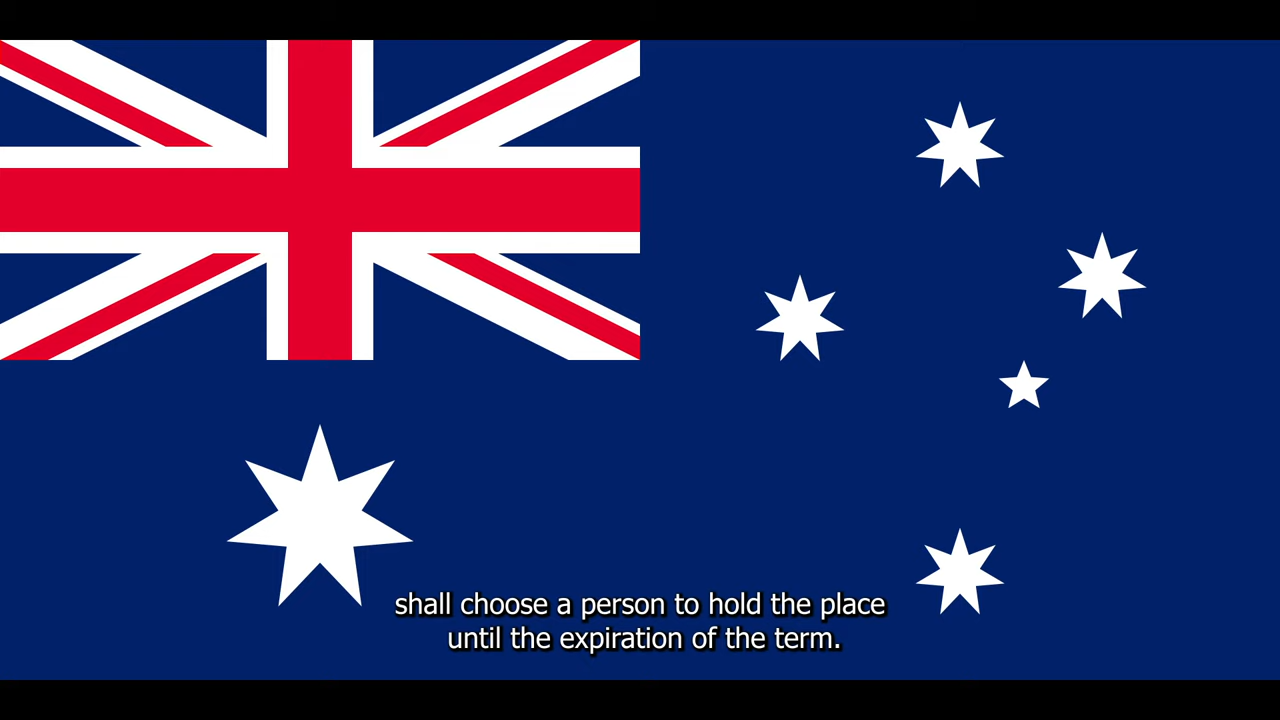 shall choose a person to hold the place
until the expiration of the term.